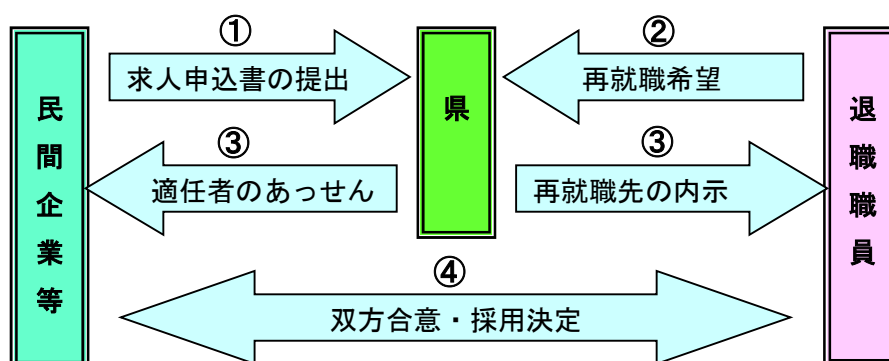 ①
②
求人申込書の提出
再就職希望
民間企業等
県
退職職員
③
③
適任者のあっせん
再就職先の内示
④
双方合意・採用決定